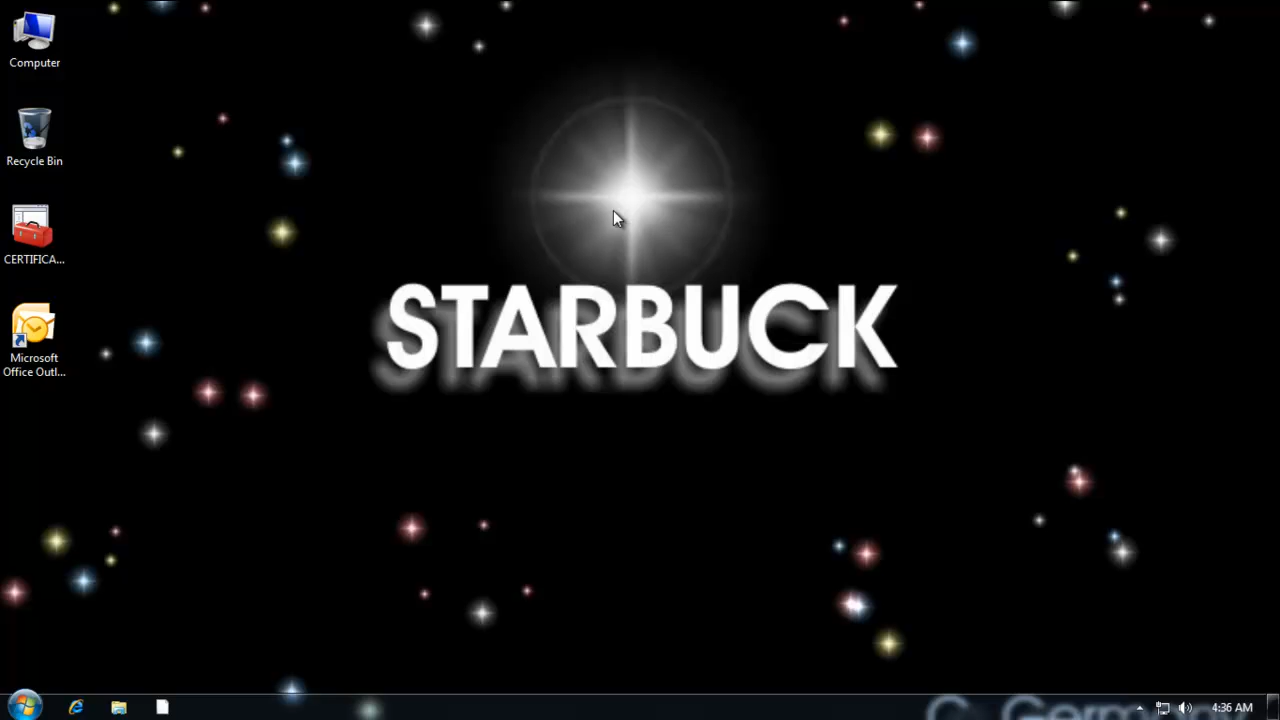 Computer
Recycle Bin
CERTIFICA...
Microsoft
Office Outl...
STARBUCK
4:36 AM